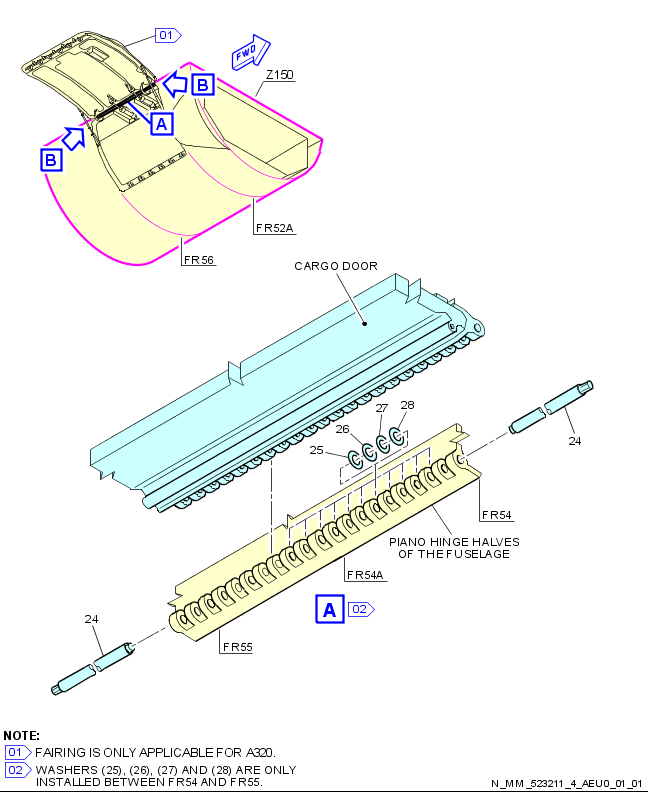 01
FWD
Z150
B
A
B
FR52A
FR56
CARGO DOOR
28
27
26
25
24
FR54
PIANO HINGE HALVES
OF THE FUSELAGE
FR54A
A 02
24
FR55
NOTE:
01 FAIRING IS ONLY APPLICABLE FOR A320.
02 WASHERS (25), (26), (27) AND (28) ARE ONLY
INSTALLED BETWEEN FR54 AND FR55.
N_MM_523211_4_AEU0_01_01